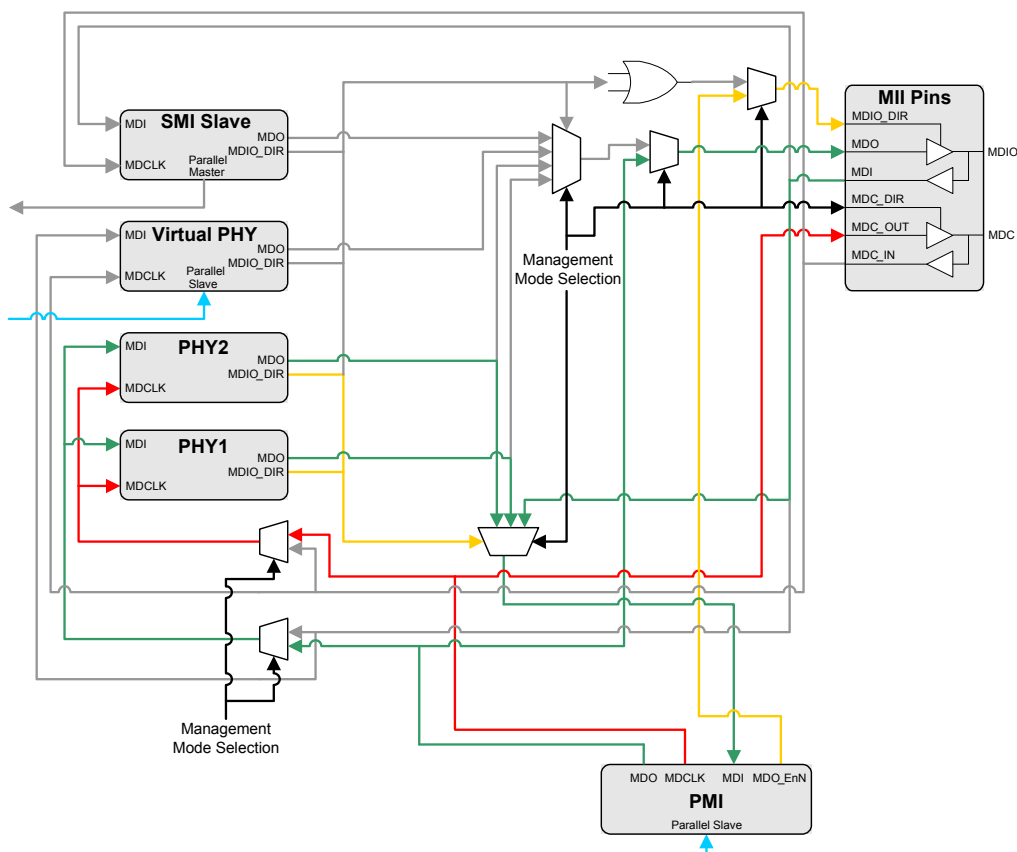 SMI Slave
MDI
MDO
MDIO_DIR
MDCLK
Parallel
Master
MII Pins
MDIO_DIR
MDO
MDIO
MDI
MDC_DIR
MDC_OUT
MDC
MDC_IN
Virtual PHY
MDI
MDO
MDIO_DIR
MDCLK
Parallel
Slave
Management
Mode Selection
PHY2
MDI
MDO
MDIO_DIR
MDCLK
PHY1
MDI
MDO
MDIO_DIR
MDCLK
Management
Mode Selection
MDO MDCLK MDI MDO_EnN
PMI
Parallel Slave